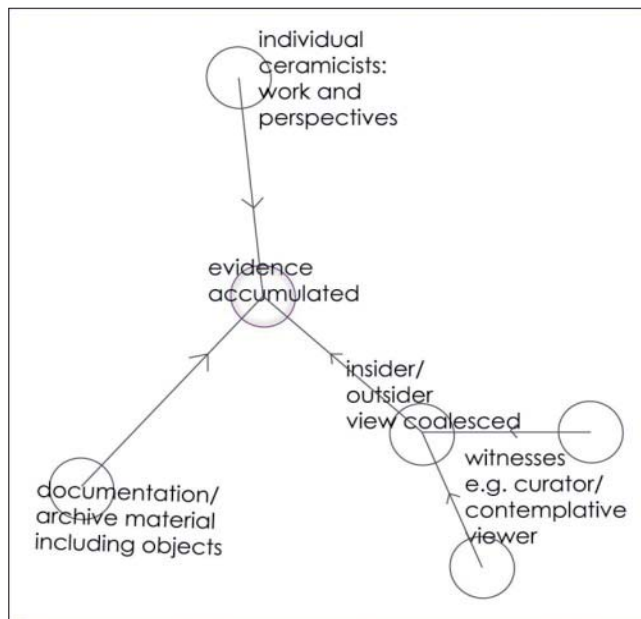 individual
ceramicists:
work and
perspectives
evidence
accumulated
insider/
outsider
view coalesced
witnesses
e.g. curator/
contemplative
viewer
documentation/
archive material
including objects